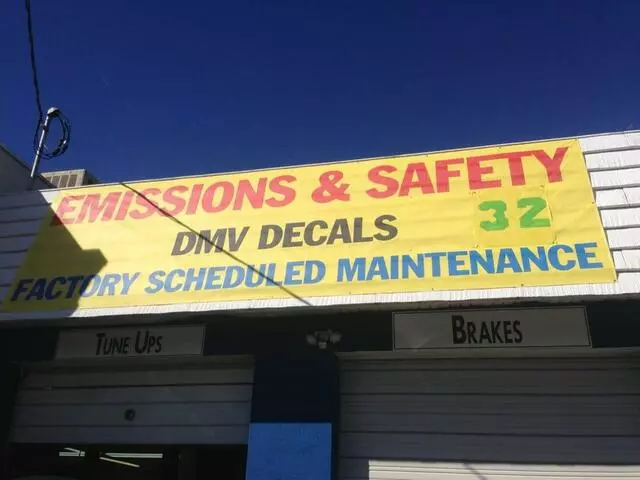 EMISSIONS & SAFETY
DMV DECALS 32
FACTORY SCHEDULED MAINTENANCE
TUNE UPS
BRAKES